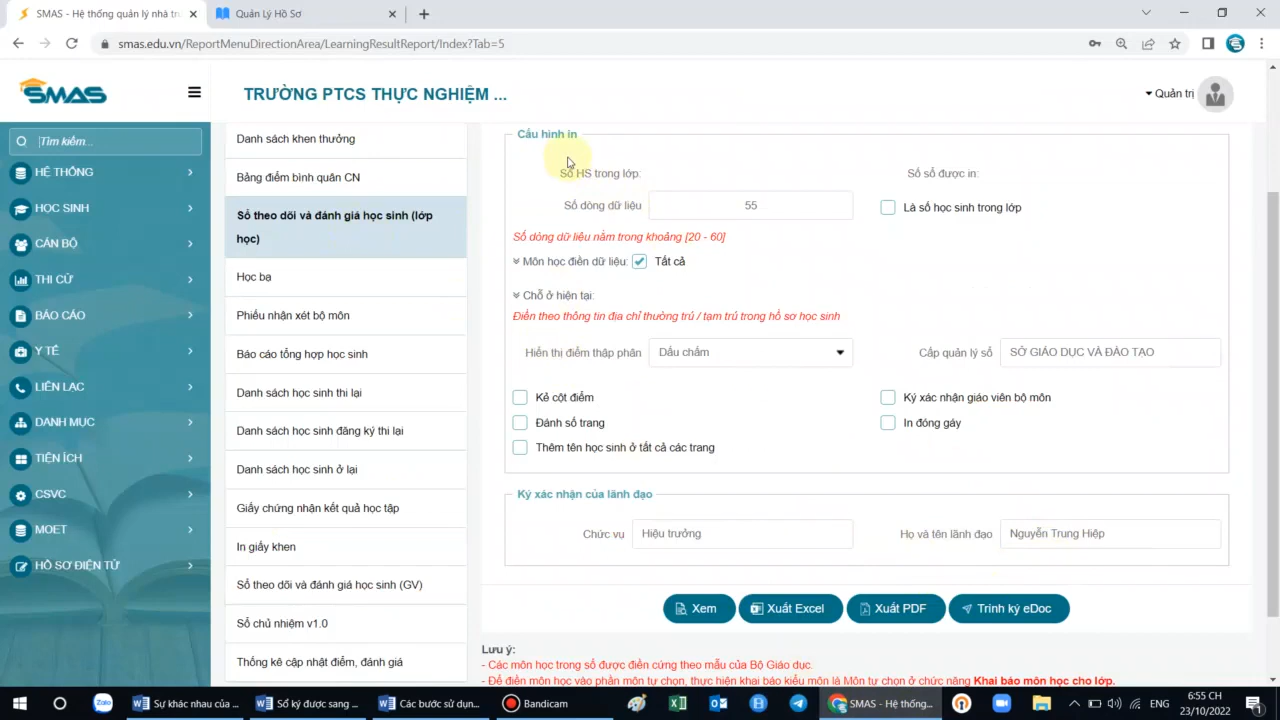 SMAS - Hệ thống quản lý nhà tr
Quản Lý Hồ Sơ
smas.edu.vn/ReportMenuDirectionArea/LearningResultReport/Index?Tab=5
SMAS
TRƯỜNG PTCS THỰC NGHIỆM ...
Quản trị
Tìm kiếm...
HỆ THỐNG
HỌC SINH
CÁN BỘ
THI CỬ
BÁO CÁO
Y TẾ
LIÊN LẠC
DANH MỤC
TIỆN ÍCH
CSVC
MOET
HỒ SƠ ĐIỆN TỬ
Danh sách khen thưởng
Bảng điểm bình quân CN
Sổ theo dõi và đánh giá học sinh (lớp
học)
Học bạ
Phiếu nhận xét bộ môn
Báo cáo tổng hợp học sinh
Danh sách học sinh thi lại
Danh sách học sinh đăng ký thi lại
Danh sách học sinh ở lại
Giấy chứng nhận kết quả học tập
In giấy khen
Sổ theo dõi và đánh giá học sinh (GV)
Sổ chủ nhiệm v1.0
Thống kê cập nhật điểm, đánh giá
Cấu hình in
Số HS trong lớp:
Số sổ được in:
Số dòng dữ liệu
55
Là số học sinh trong lớp
Số dòng dữ liệu nằm trong khoảng [20 - 60]
Môn học điền dữ liệu:
Tất cả
Chỗ ở hiện tại:
Điền theo thông tin địa chỉ thường trú / tạm trú trong hồ sơ học sinh
Hiển thị điểm thập phân
Dấu chấm
Cấp quản lý sổ
SỞ GIÁO DỤC VÀ ĐÀO TẠO
Kẻ cột điểm
Ký xác nhận giáo viên bộ môn
Đánh số trang
In đóng gáy
Thêm tên học sinh ở tất cả các trang
Ký xác nhận của lãnh đạo
Chức vụ
Hiệu trưởng
Họ và tên lãnh đạo
Nguyễn Trung Hiệp
Xem
Xuất Excel
Xuất PDF
Trình ký eDoc
Lưu ý:
- Các môn học trong sổ được điền cứng theo mẫu của Bộ Giáo dục.
- Để điền môn học vào phần môn tự chọn, thực hiện khai báo kiểu môn là Môn tự chọn ở chức năng Khai báo môn học cho lớp.
Zalo
Sự khác nhau của ...
Sổ ký được sang ...
Các bước sử dụn...
Bandicam
SMAS - Hệ thống...
ENG
6:55 CH
23/10/2022
1